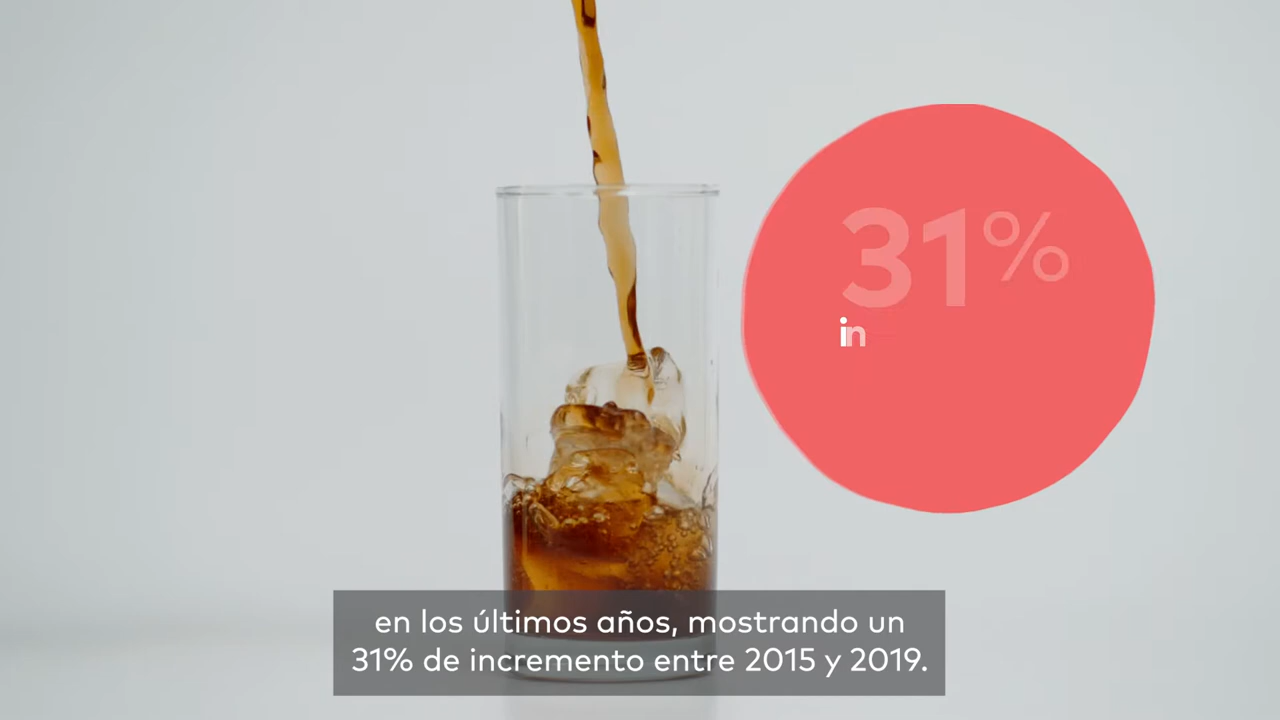 31%
in
en los últimos años, mostrando un
31% de incremento entre 2015 y 2019.